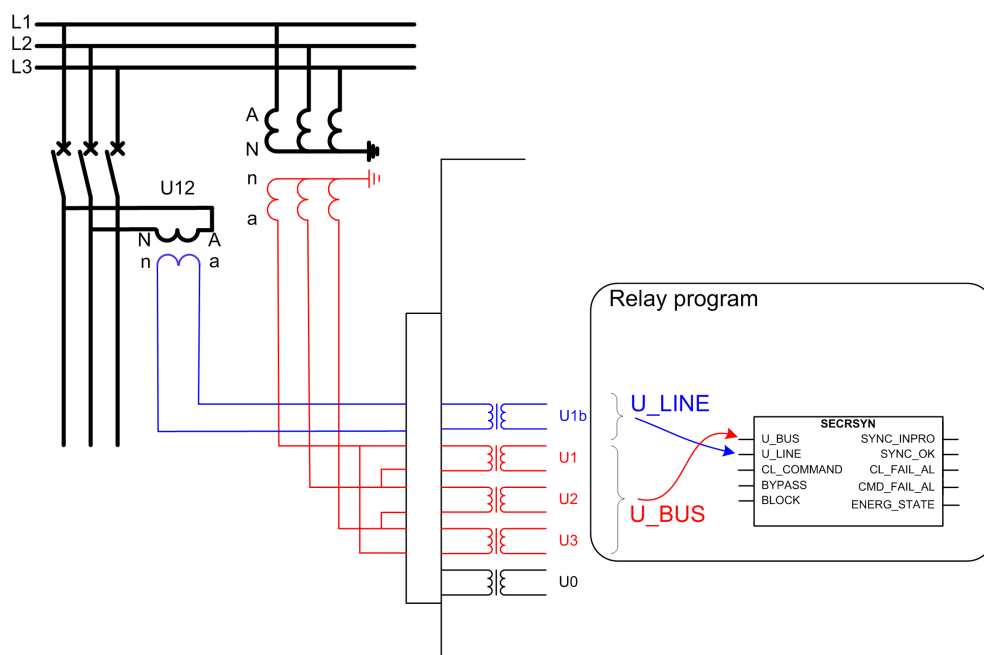 L1
L2
L3
A
N
U12
n
a
N
A
n
a
Relay program
U_LINE
U1b
U1
U2
U3
U0
U_BUS
SECRSYN
U_BUS SYNC_INPRO
U_LINE SYNC_OK
CL_COMMAND CL_FAIL_AL
BYPASS CMD_FAIL_AL
BLOCK ENERG_STATE